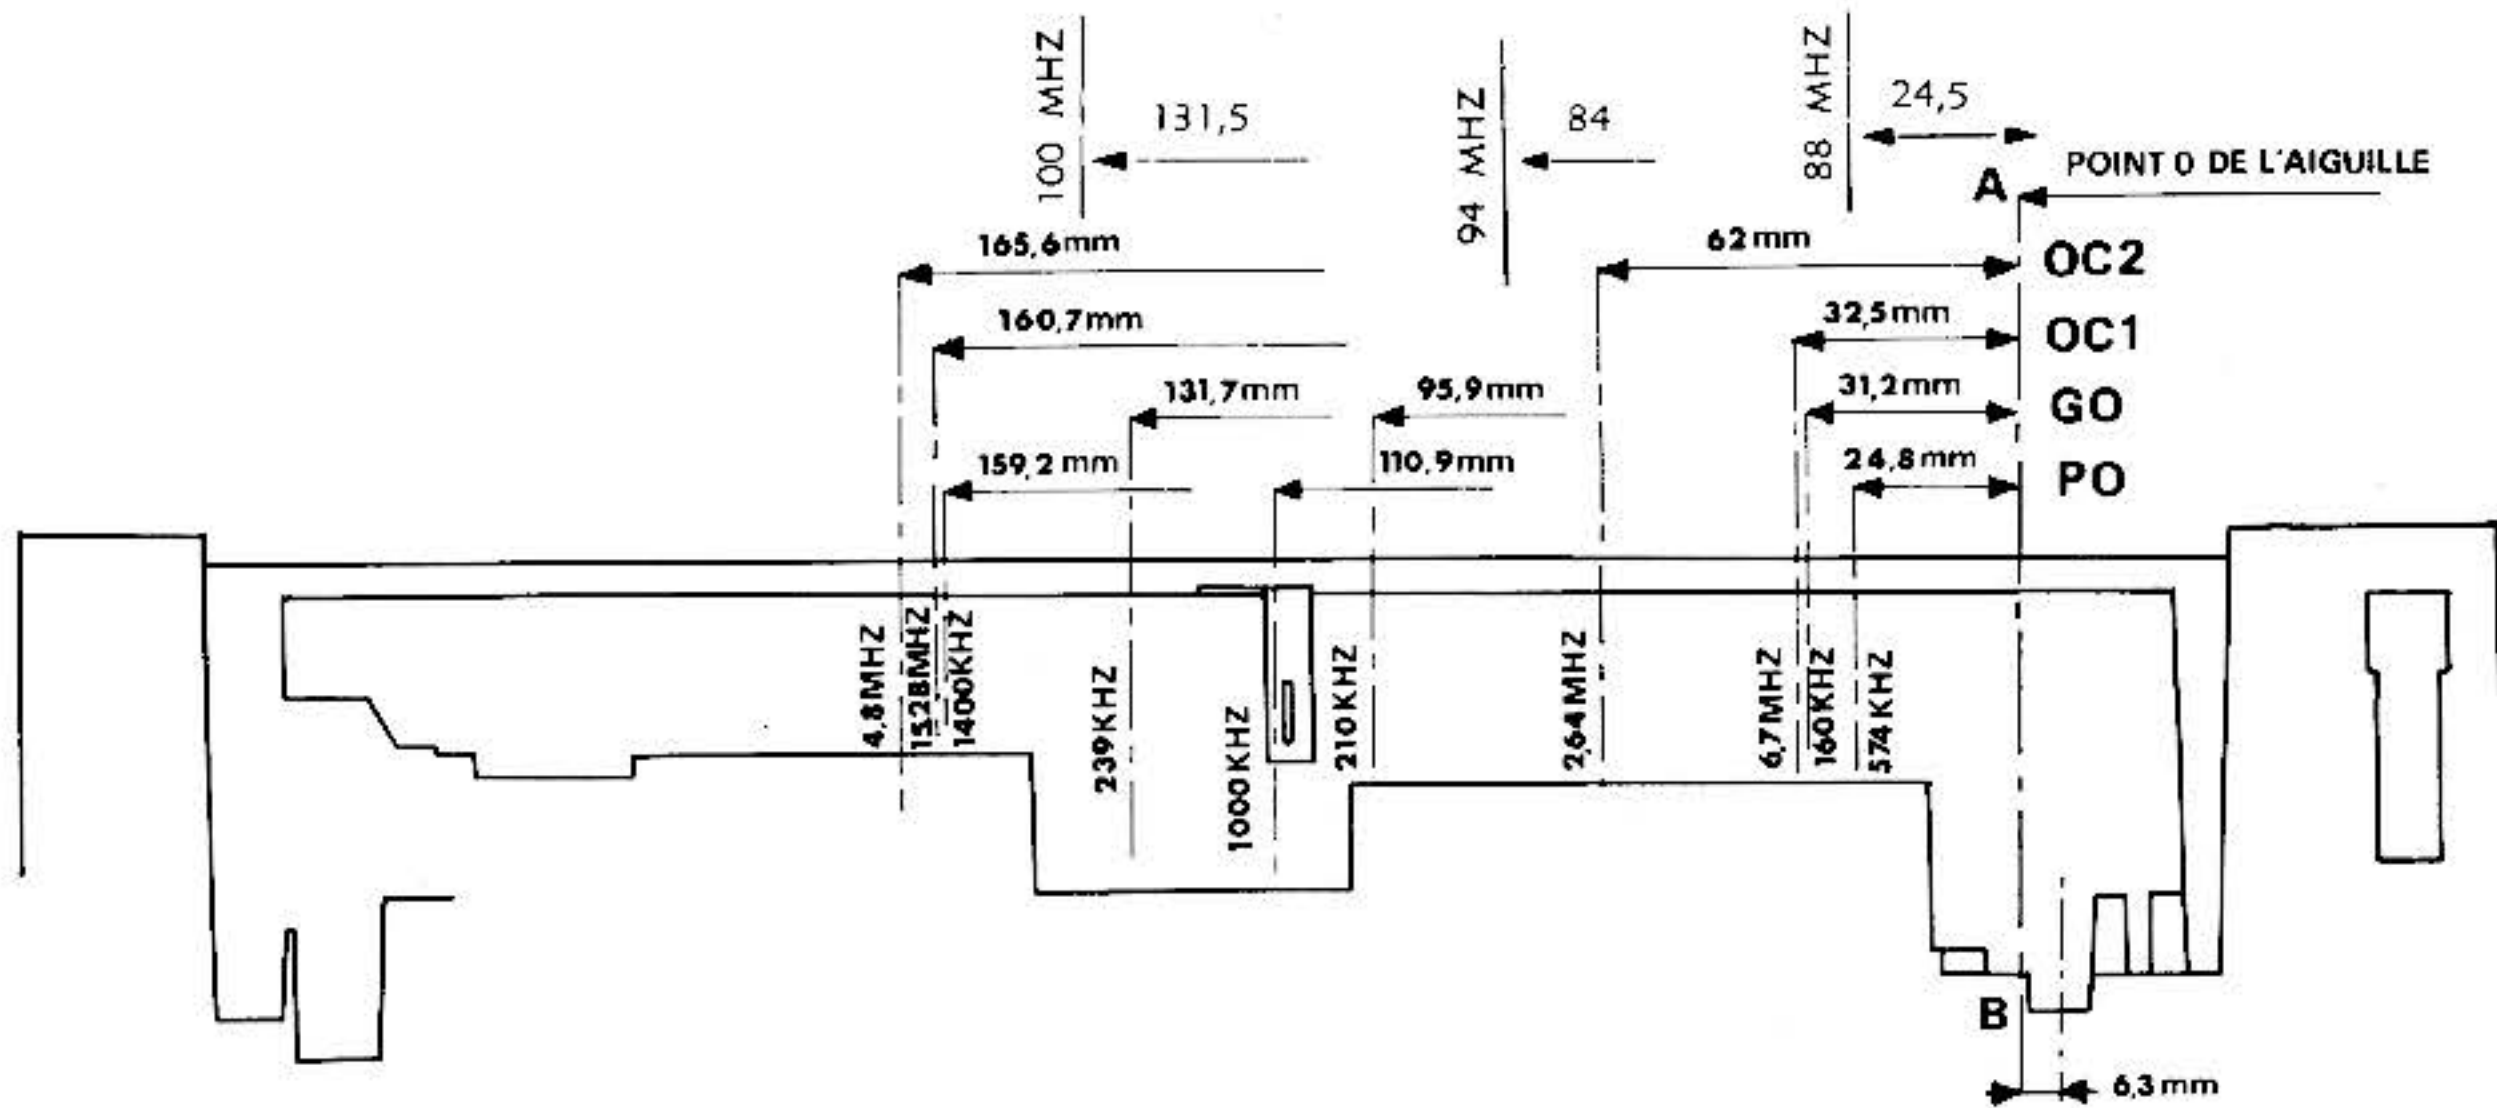 100 MHZ
131,5
94 MHZ
84
88 MHZ
24,5
POINT 0 DE L'AIGUILLE
A
165,6mm
62mm
OC2
160,7mm
32,5mm
OC1
131,7mm
95,9mm
31,2mm
GO
159,2 mm
110,9mm
24,8mm
PO
4,8MHZ
15,28MHZ
1400KHZ
239KHZ
1000KHZ
210KHZ
2,64MHZ
6,7MHZ
160KHZ
574KHZ
B
6,3mm